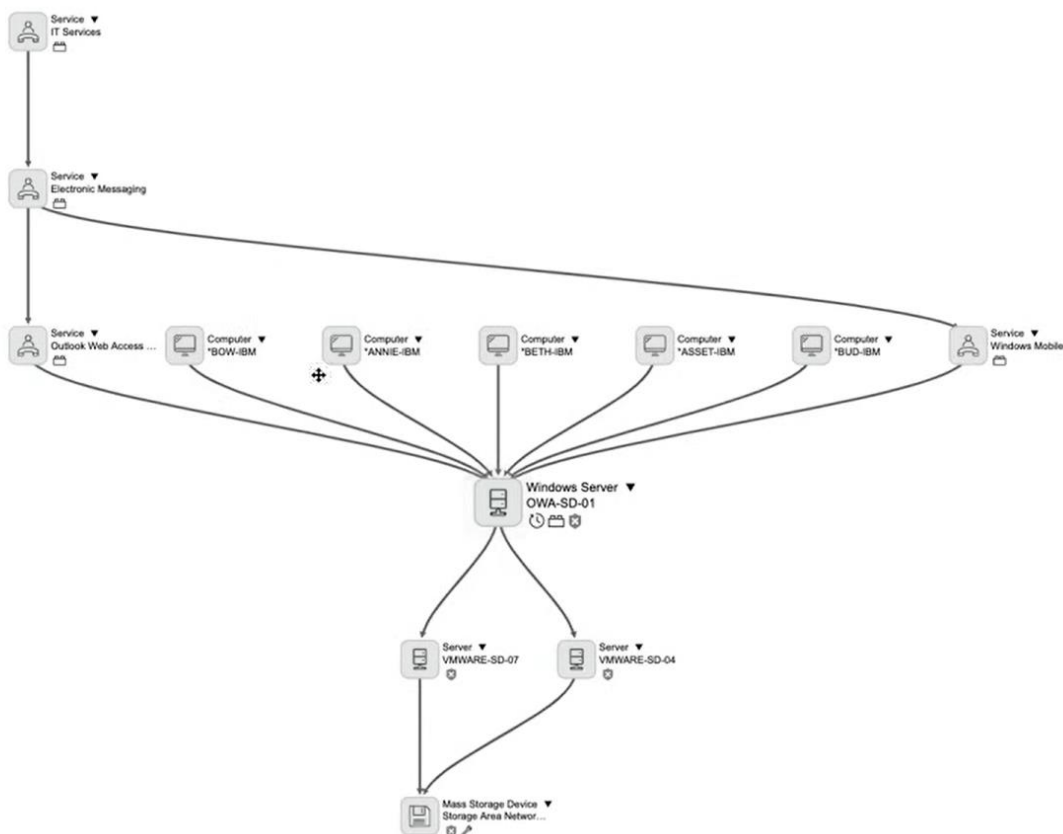 Service ▼
IT Services
Service ▼
Electronic Messaging
Service ▼
Outlook Web Access ...
Computer ▼
*BOW-IBM
Computer ▼
*ANNIE-IBM
Computer ▼
*BETH-IBM
Computer ▼
*ASSET-IBM
Computer ▼
*BUD-IBM
Service ▼
Windows Mobile
Windows Server ▼
OWA-SD-01
Server ▼
VMWARE-SD-07
Server ▼
VMWARE-SD-04
Mass Storage Device ▼
Storage Area Networ...